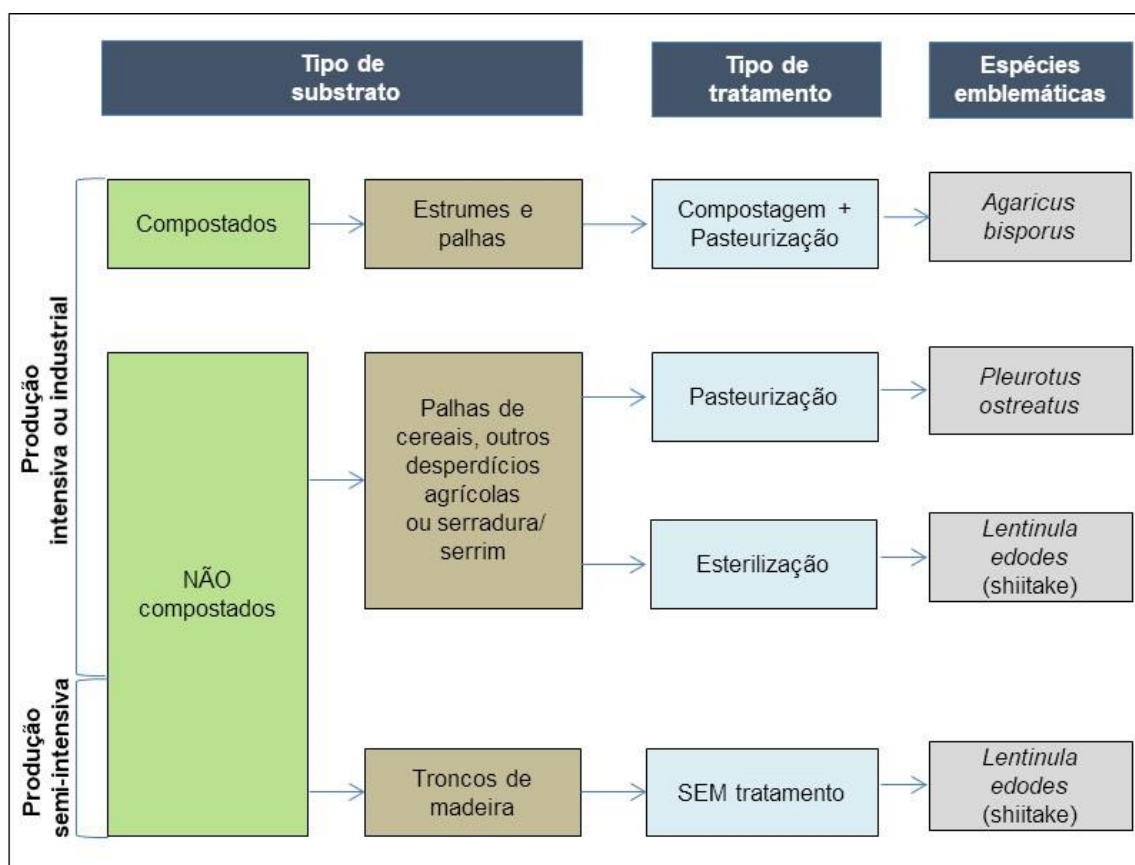 Tipo de
substrato
Tipo de
tratamento
Espécies
emblemáticas
Produção
intensiva ou industrial
Compostados
Estrumes e
palhas
Compostagem +
Pasteurização
Agaricus
bisporus
NÃO
compostados
Palhas de
cereais, outros
desperdícios
agrícolas
ou serradura/
serrim
Pasteurização
Pleurotus
ostreatus
Esterilização
Lentinula
edodes
(shiitake)
Produção
semi-intensiva
Troncos de
madeira
SEM tratamento
Lentinula
edodes
(shiitake)